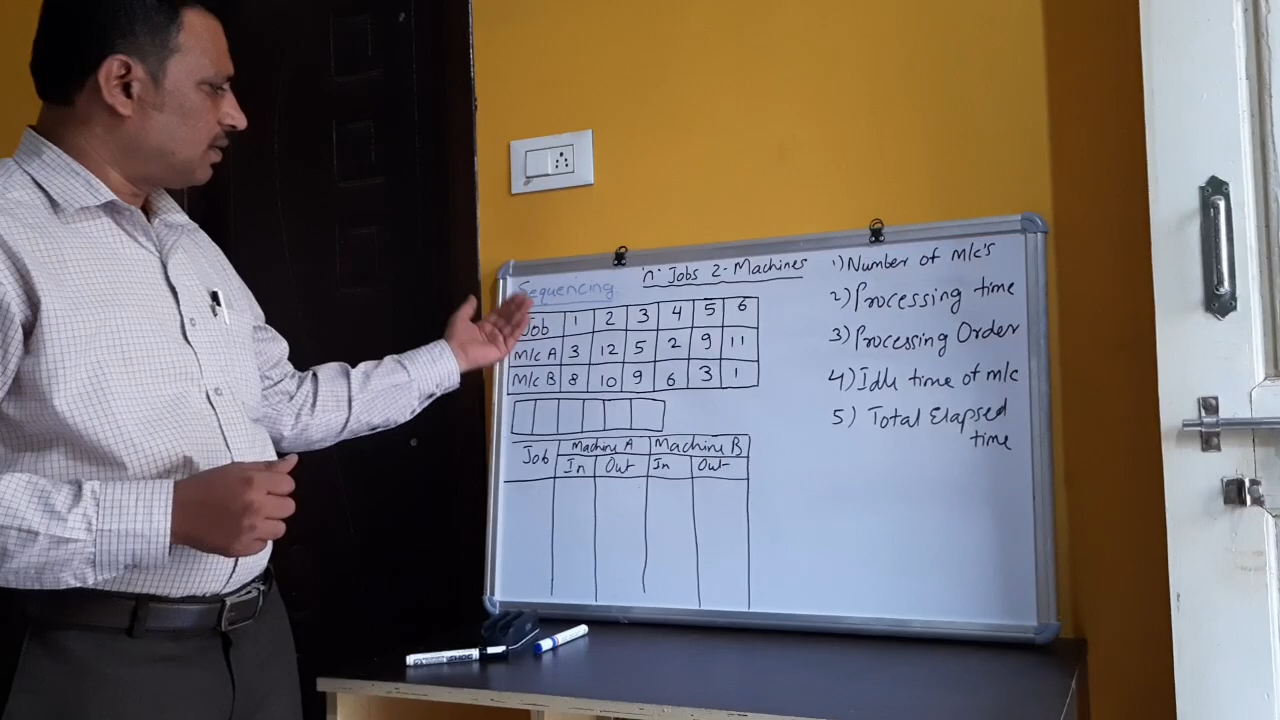 Sequencing
'n' Jobs 2-Machines
Job 1 2 3 4 5 6
M/c A 3 12 5 2 9 11
M/c B 8 10 9 6 3 1
Job Machine A Machine B
In Out In Out
1) Number of M/c's
2) Processing time
3) Processing Order
4) Idle time of m/c
5) Total Elapsed
time